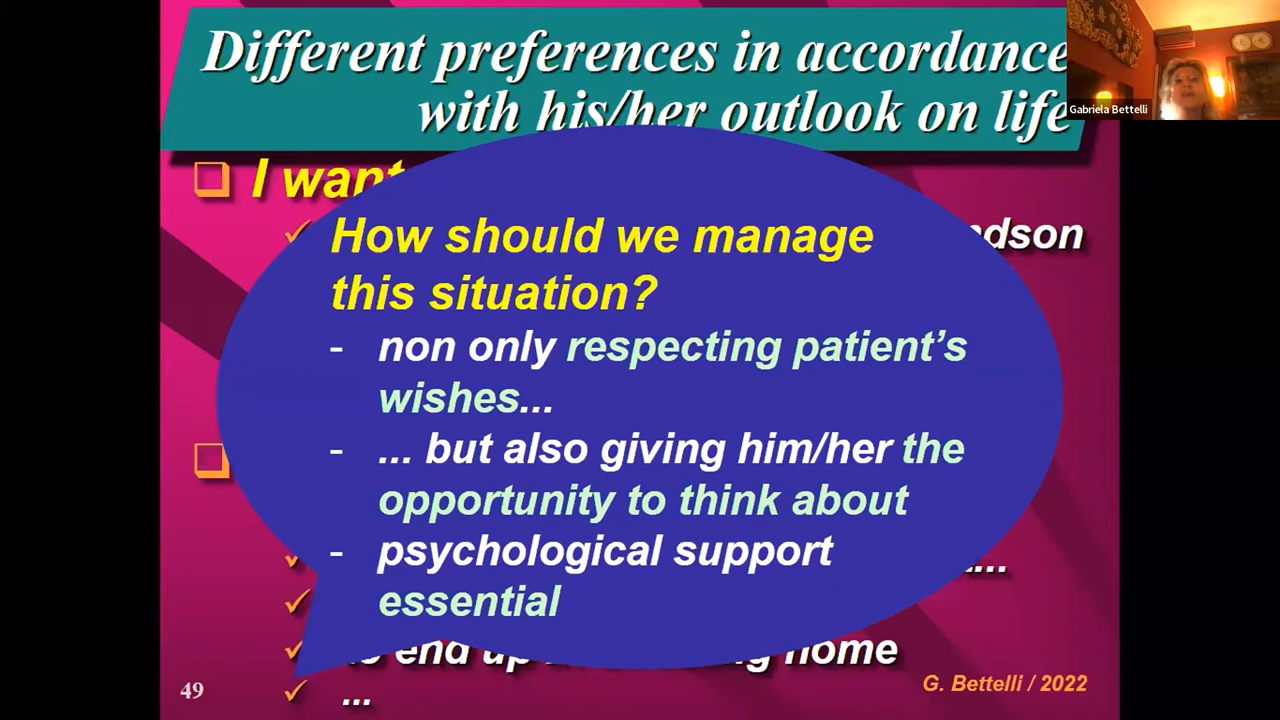 Different preferences in accordance
with his/her outlook on life
Gabriela Bettelli
I want
How should we manage
this situation?
- non only respecting patient's
wishes...
- ... but also giving him/her the
opportunity to think about
- psychological support
essential
end up home
...
49
G. Bettelli / 2022